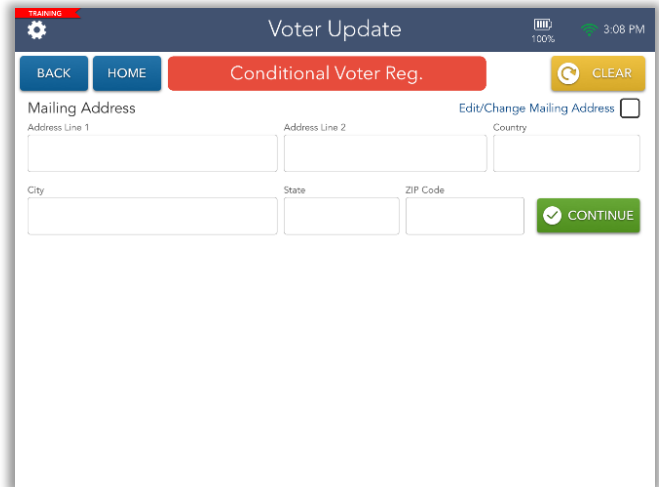 TRAINING
Voter Update
100%
3:08 PM
BACK
HOME
Conditional Voter Reg.
CLEAR
Mailing Address
Edit/Change Mailing Address
Address Line 1
Address Line 2
Country
City
State
ZIP Code
CONTINUE